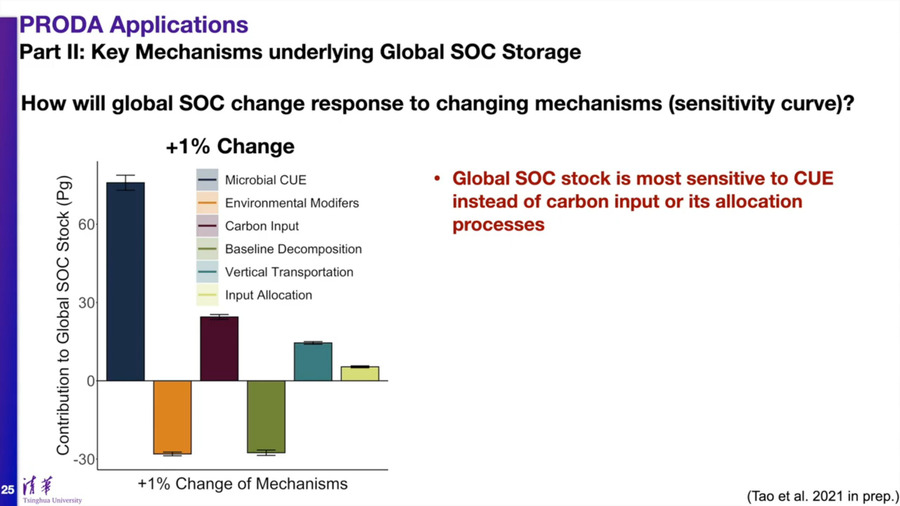 PRODA Applications
Part II: Key Mechanisms underlying Global SOC Storage
How will global SOC change response to changing mechanisms (sensitivity curve)?
+1% Change
Contribution to Global SOC Stock (Pg)
60
30
0
-30
Microbial CUE
Environmental Modifers
Carbon Input
Baseline Decomposition
Vertical Transportation
Input Allocation
+1% Change of Mechanisms
• Global SOC stock is most sensitive to CUE
instead of carbon input or its allocation
processes
25
清华
Tsinghua University
(Tao et al. 2021 in prep.)